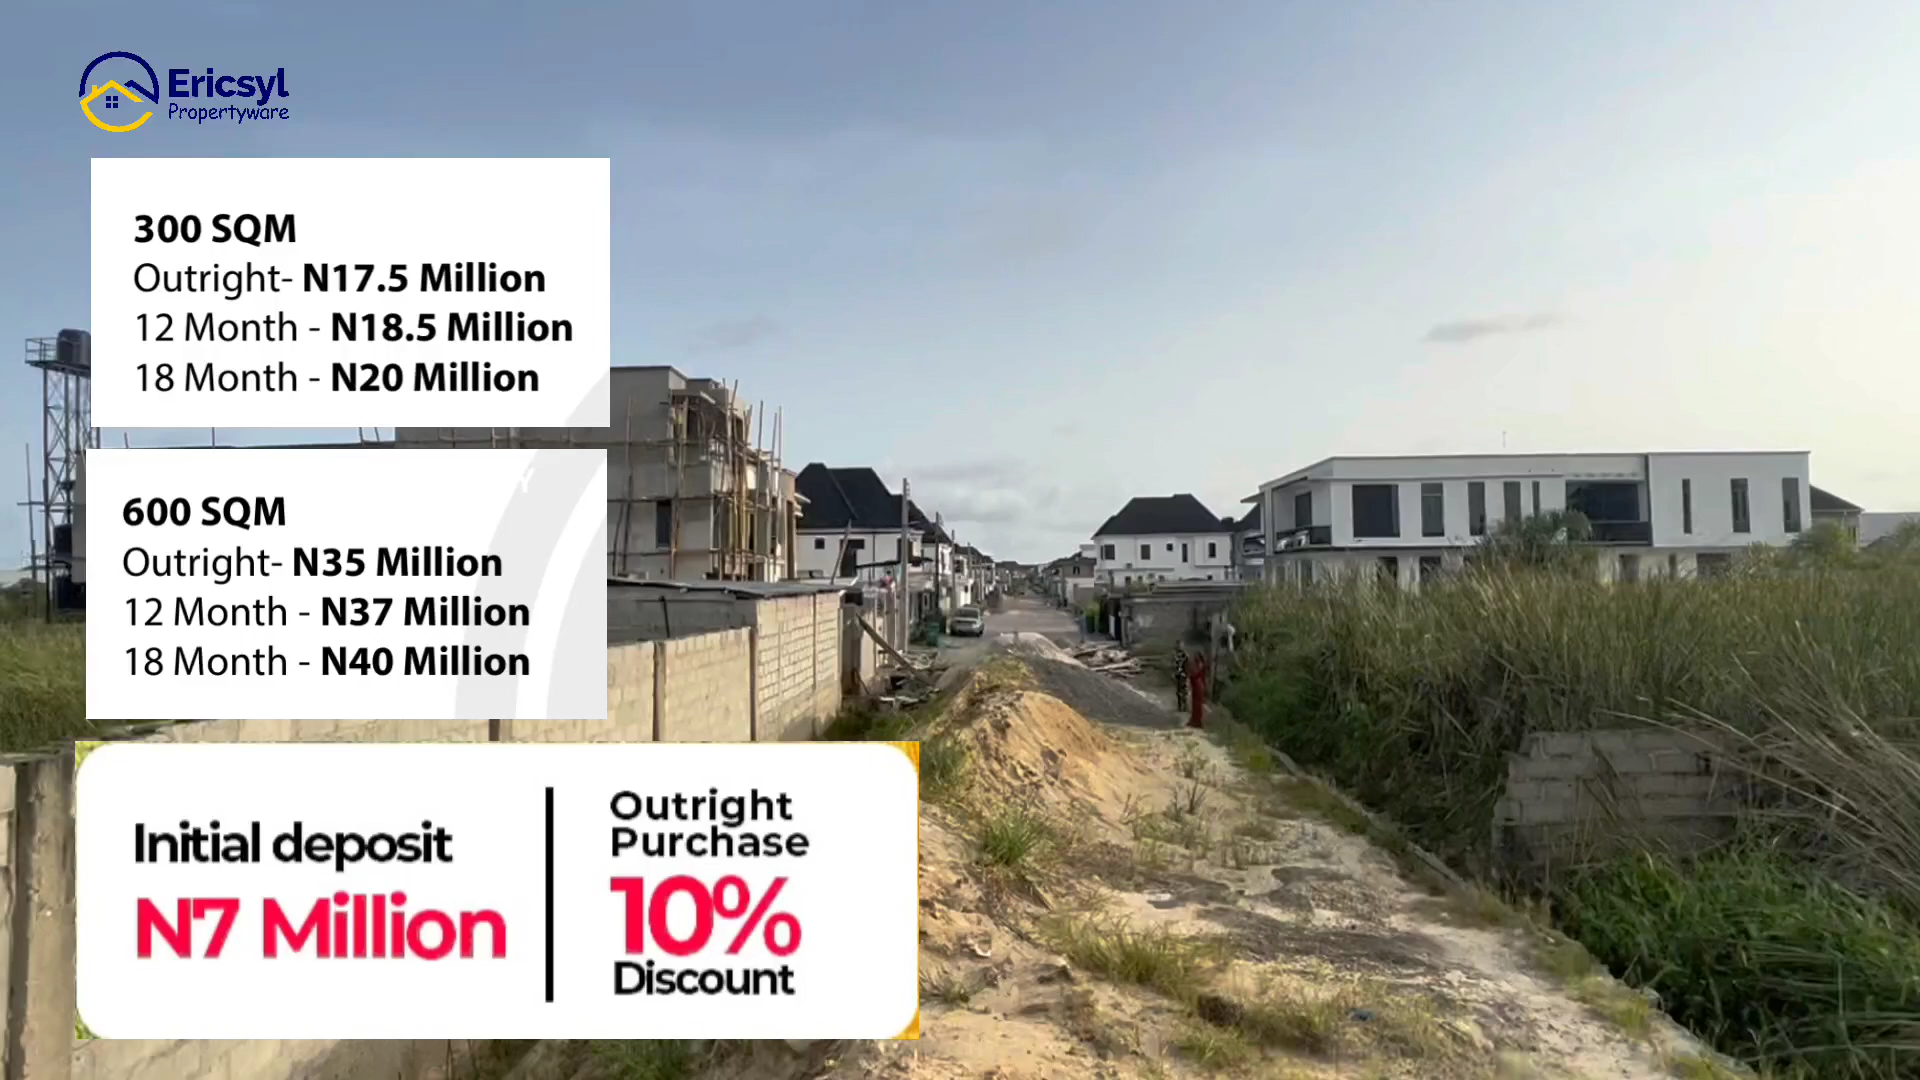 Ericsyl
Propertyware
300 SQM
Outright- N17.5 Million
12 Month - N18.5 Million
18 Month - N20 Million
600 SQM
Outright- N35 Million
12 Month - N37 Million
18 Month - N40 Million
Initial deposit
N7 Million
Outright
Purchase
10%
Discount